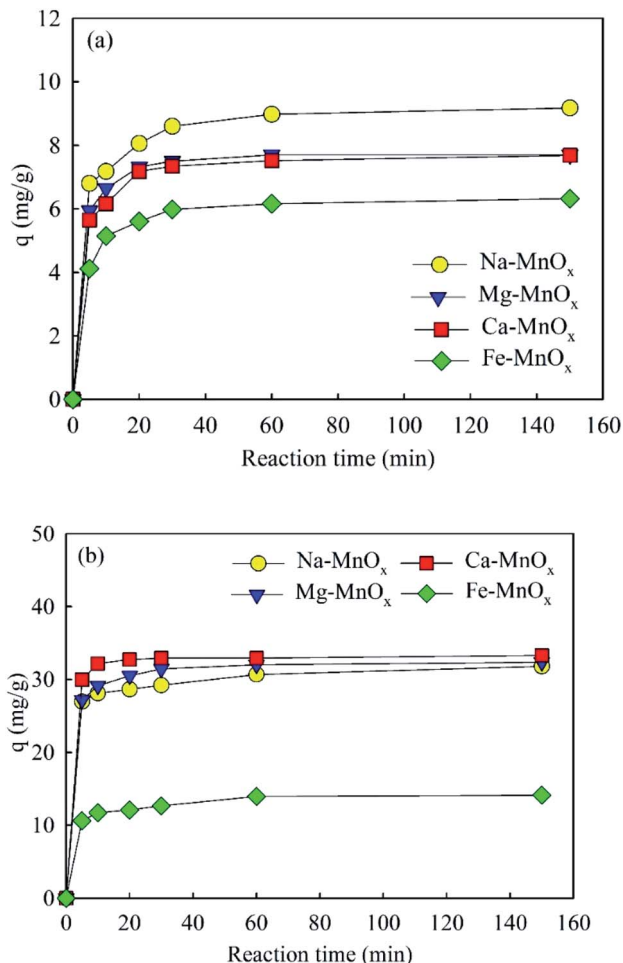 (a)
12
10
8
6
4
2
0
q (mg/g)
Na-MnOₓ
Mg-MnOₓ
Ca-MnOₓ
Fe-MnOₓ
0 20 40 60 80 100 120 140 160
Reaction time (min)
(b)
50
40
30
20
10
0
q (mg/g)
Na-MnOₓ Ca-MnOₓ
Mg-MnOₓ Fe-MnOₓ
0 20 40 60 80 100 120 140 160
Reaction time (min)